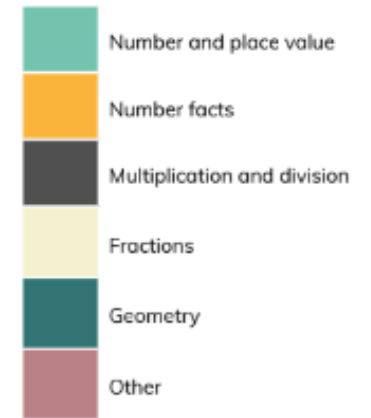 Number and place value
Number facts
Multiplication and division
Fractions
Geometry
Other